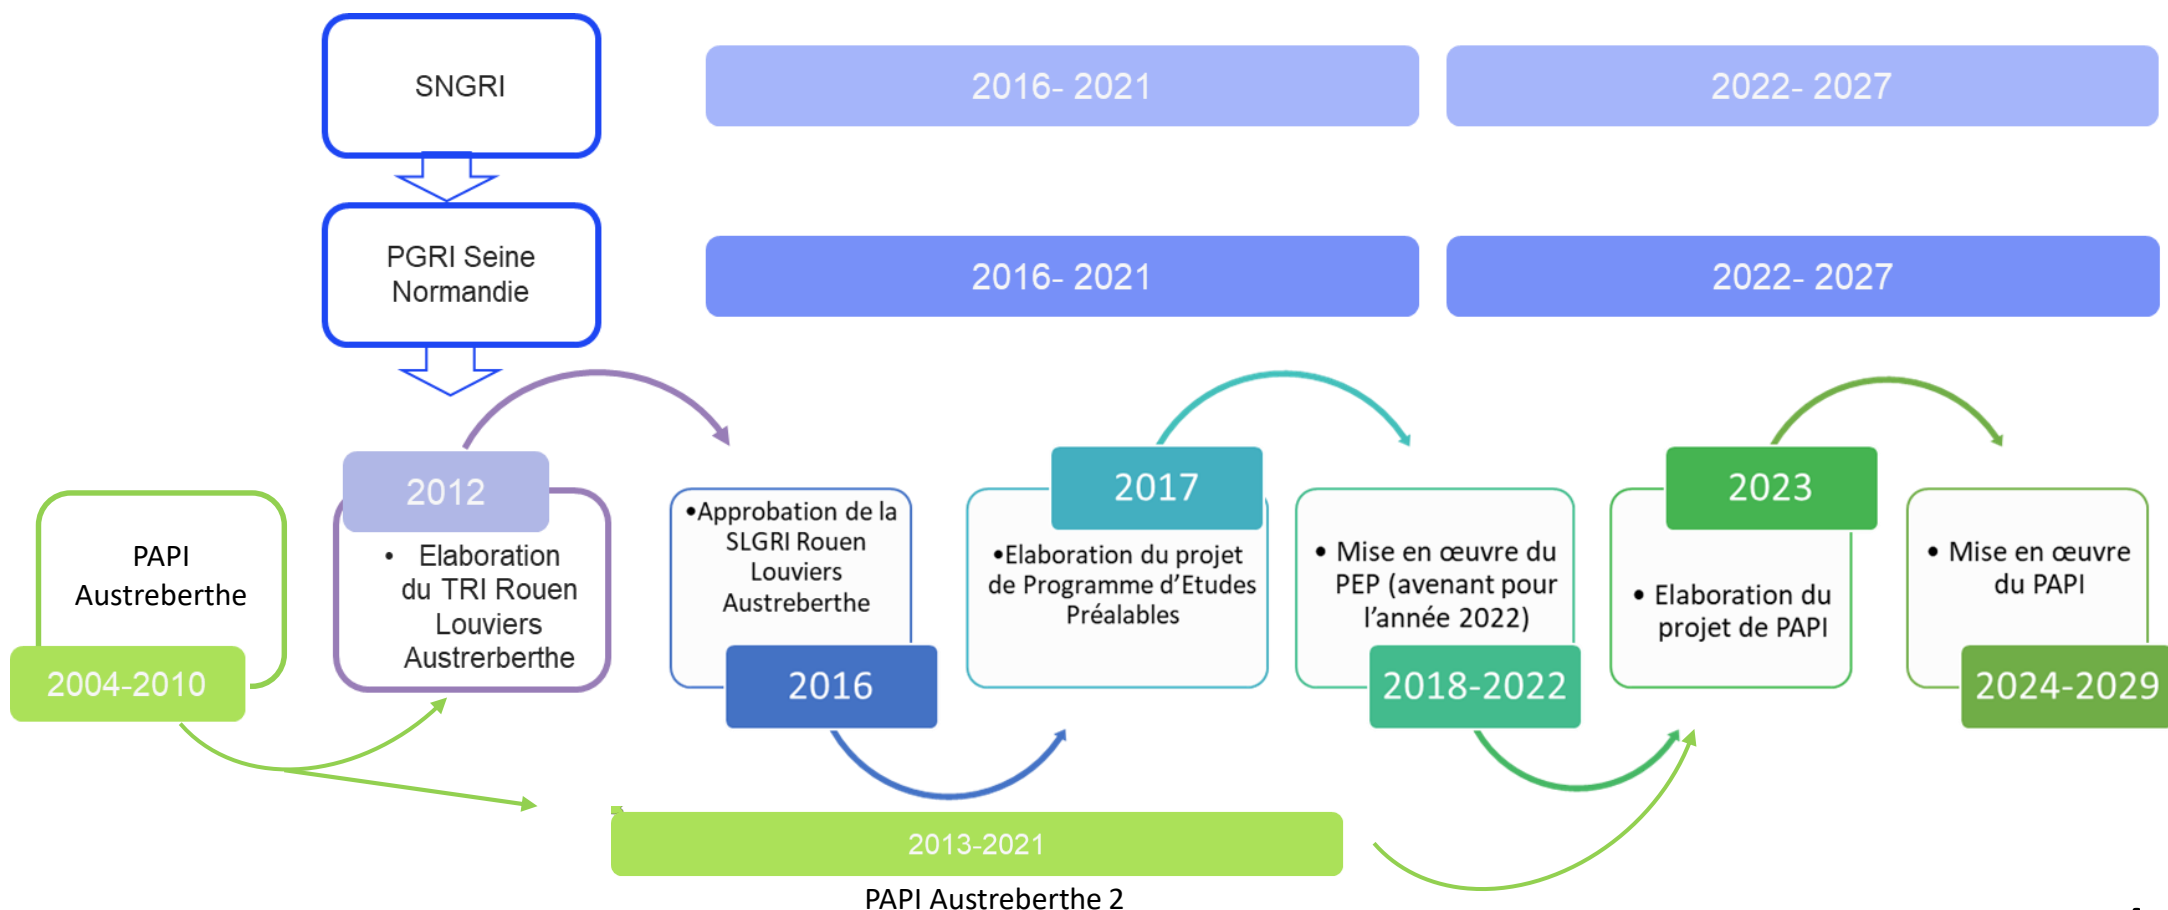 SNGRI
2016- 2021
2022- 2027
PGRI Seine
Normandie
2016- 2021
2022- 2027
PAPI
Austreberthe
2004-2010
2012
• Elaboration
du TRI Rouen
Louviers
Austrerberthe
•Approbation de la
SLGRI Rouen
Louviers
Austreberthe
2016
2017
•Elaboration du projet
de Programme d'Etudes
Préalables
• Mise en œuvre du
PEP (avenant pour
l'année 2022)
2018-2022
2023
• Elaboration du
projet de PAPI
• Mise en œuvre
du PAPI
2024-2029
2013-2021
PAPI Austreberthe 2